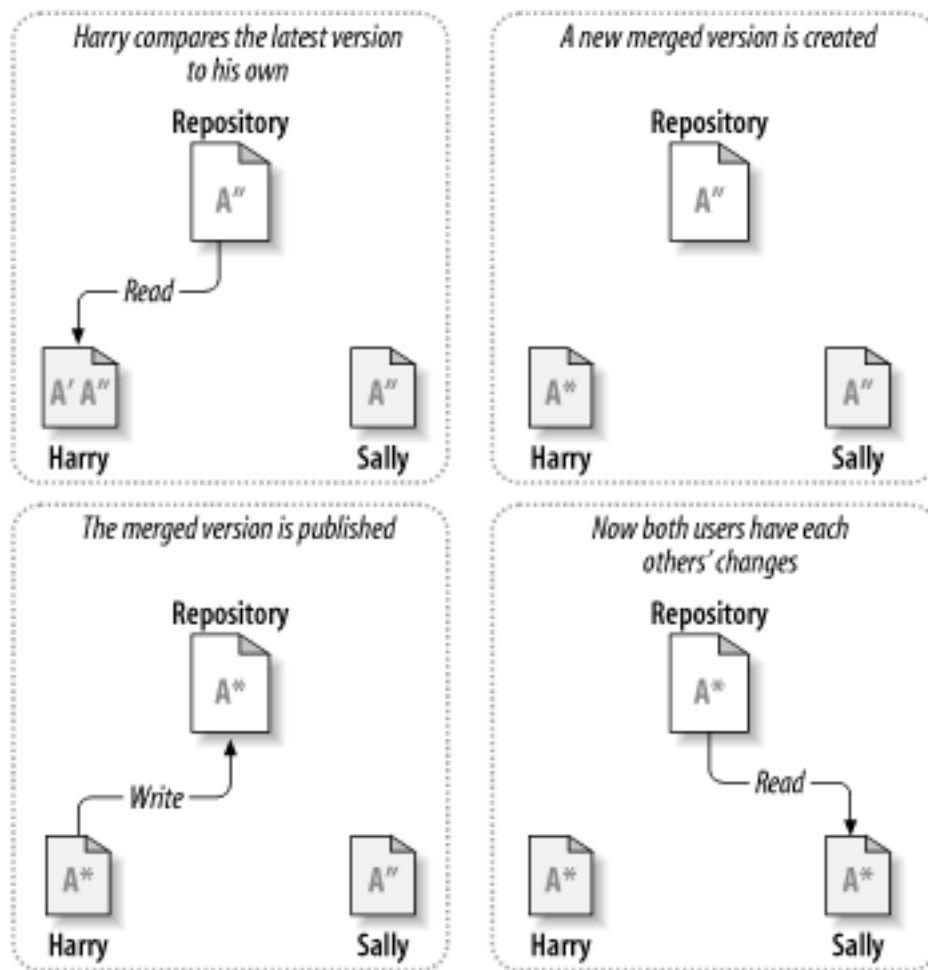 Harry compares the latest version
to his own
Repository
A″
Read
A′ A″
A″
Harry
Sally
A new merged version is created
Repository
A″
A*
A″
Harry
Sally
The merged version is published
Repository
A*
Write
A*
A″
Harry
Sally
Now both users have each
others’ changes
Repository
A*
Read
A*
A*
Harry
Sally